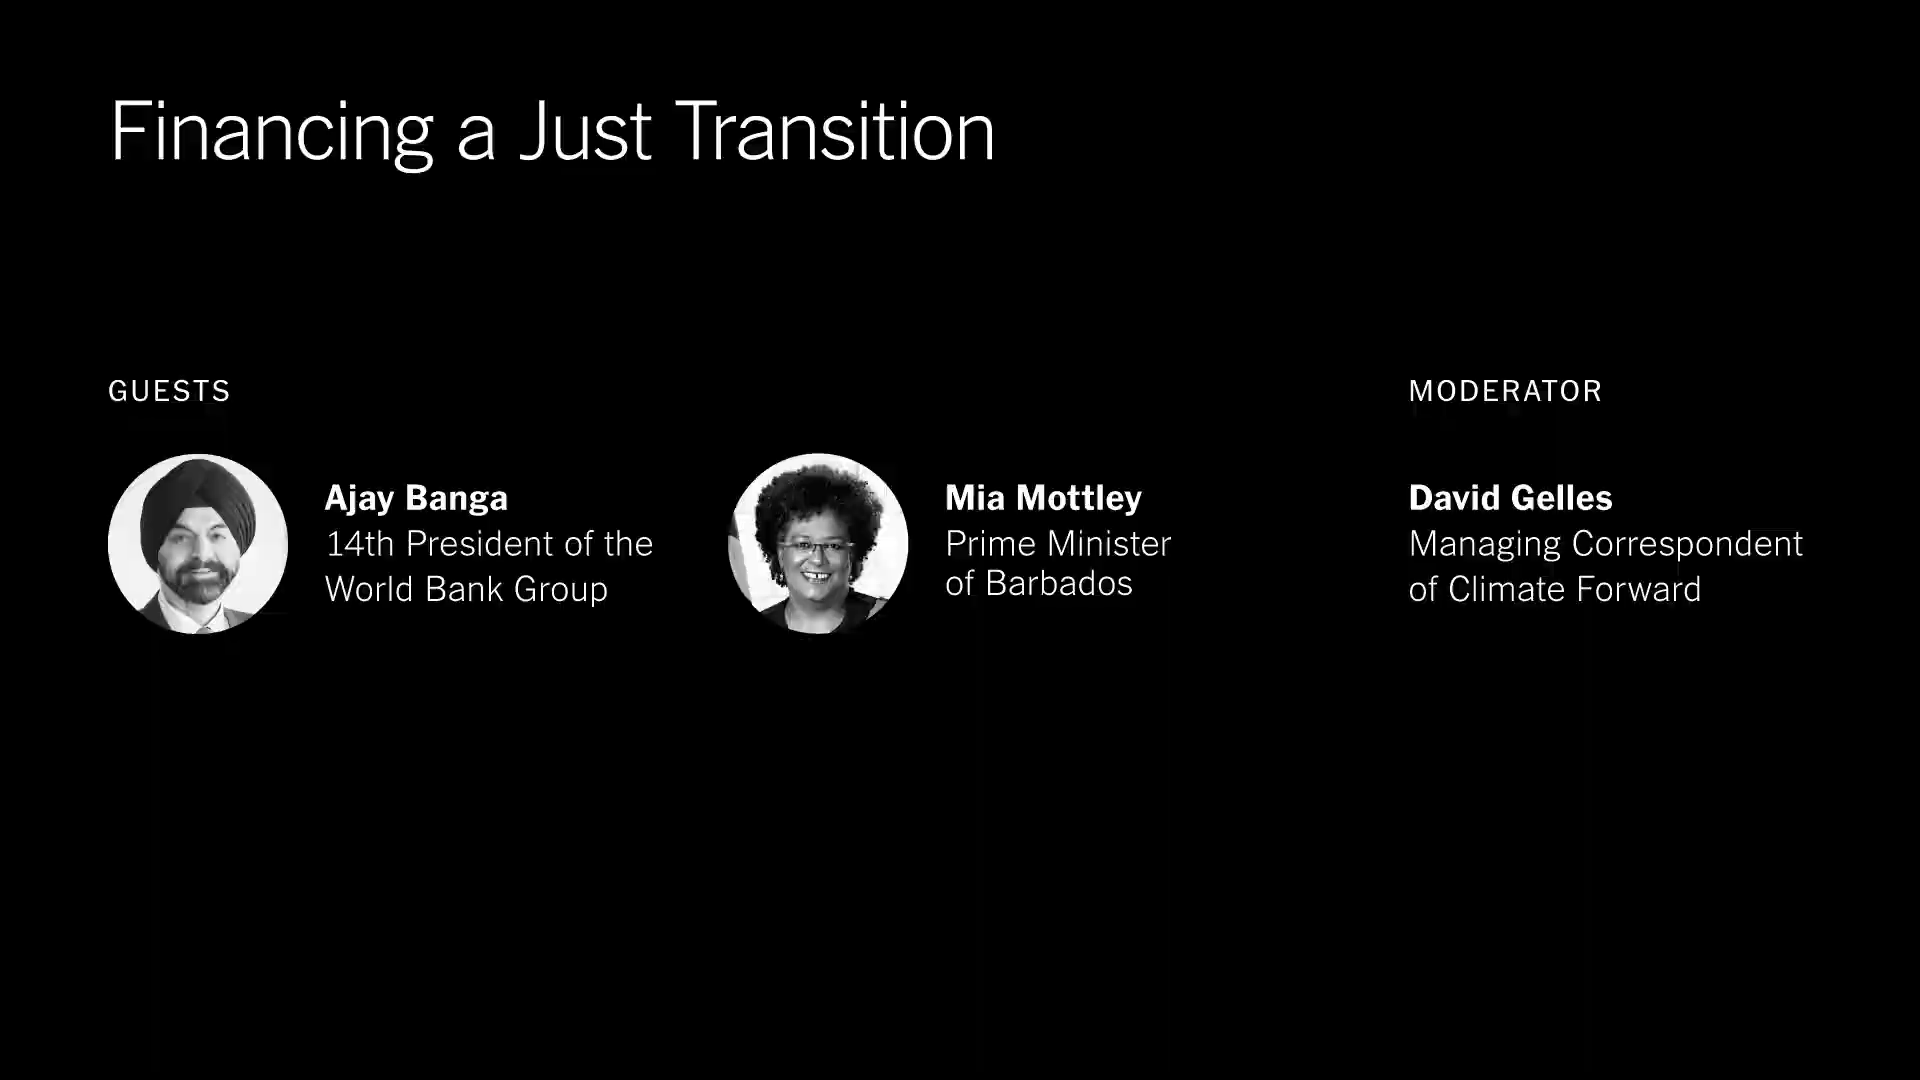 Financing a Just Transition
GUESTS
Ajay Banga
14th President of the
World Bank Group
Mia Mottley
Prime Minister
of Barbados
MODERATOR
David Gelles
Managing Correspondent
of Climate Forward